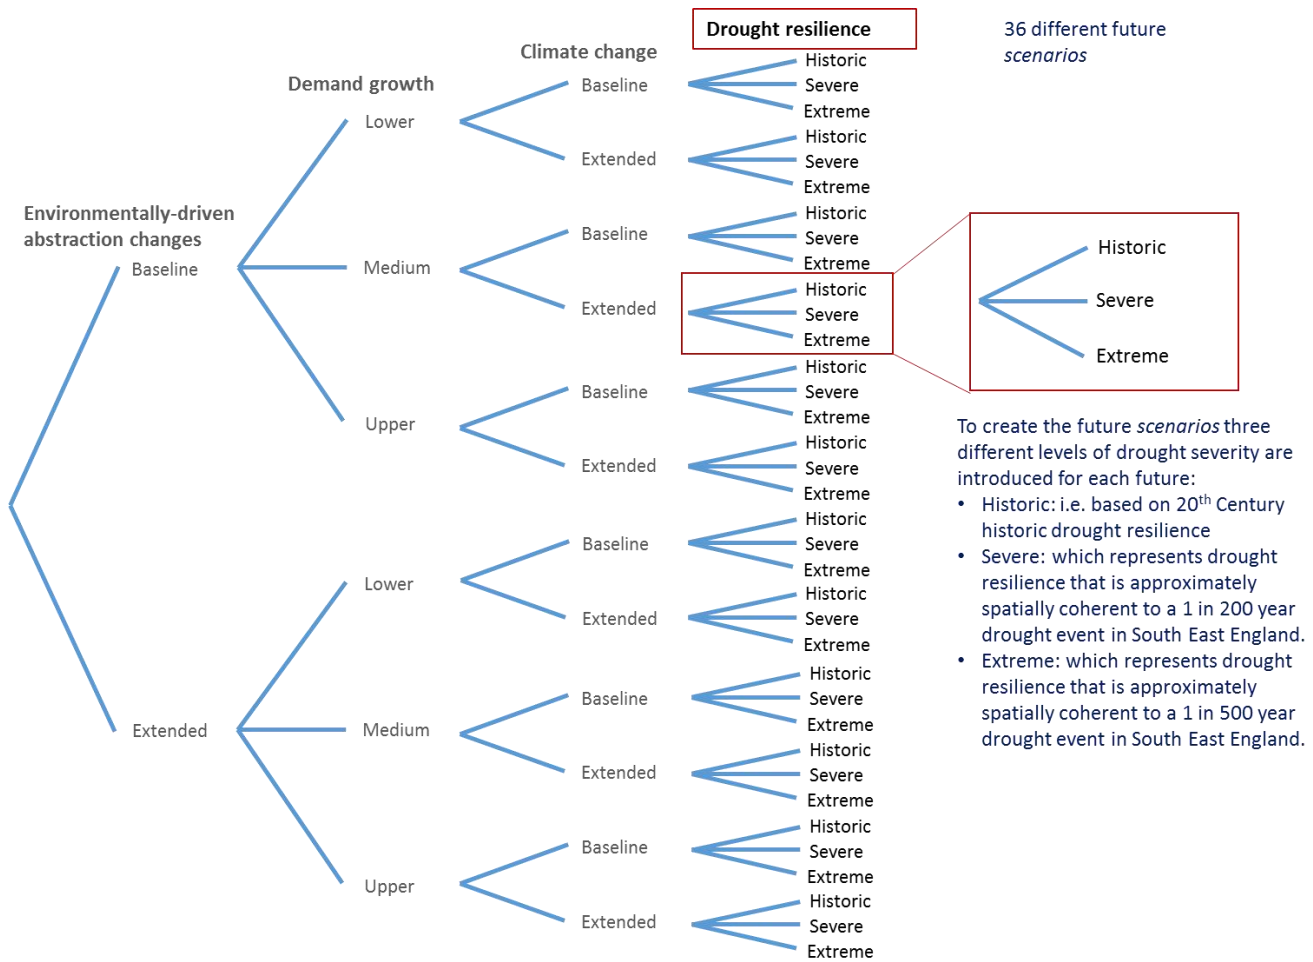 Drought resilience
36 different future
scenarios
Climate change
Demand growth
Environmentally-driven
abstraction changes
Baseline
Lower
Baseline
Historic
Severe
Extreme
Extended
Historic
Severe
Extreme
Medium
Baseline
Historic
Severe
Extreme
Extended
Historic
Severe
Extreme
Upper
Baseline
Historic
Severe
Extreme
Extended
Historic
Severe
Extreme
Extended
Lower
Baseline
Historic
Severe
Extreme
Extended
Historic
Severe
Extreme
Medium
Baseline
Historic
Severe
Extreme
Extended
Historic
Severe
Extreme
Upper
Baseline
Historic
Severe
Extreme
Extended
Historic
Severe
Extreme
Historic
Severe
Extreme
To create the future scenarios three
different levels of drought severity are
introduced for each future:
• Historic: i.e. based on 20th Century
historic drought resilience
• Severe: which represents drought
resilience that is approximately
spatially coherent to a 1 in 200 year
drought event in South East England.
• Extreme: which represents drought
resilience that is approximately
spatially coherent to a 1 in 500 year
drought event in South East England.